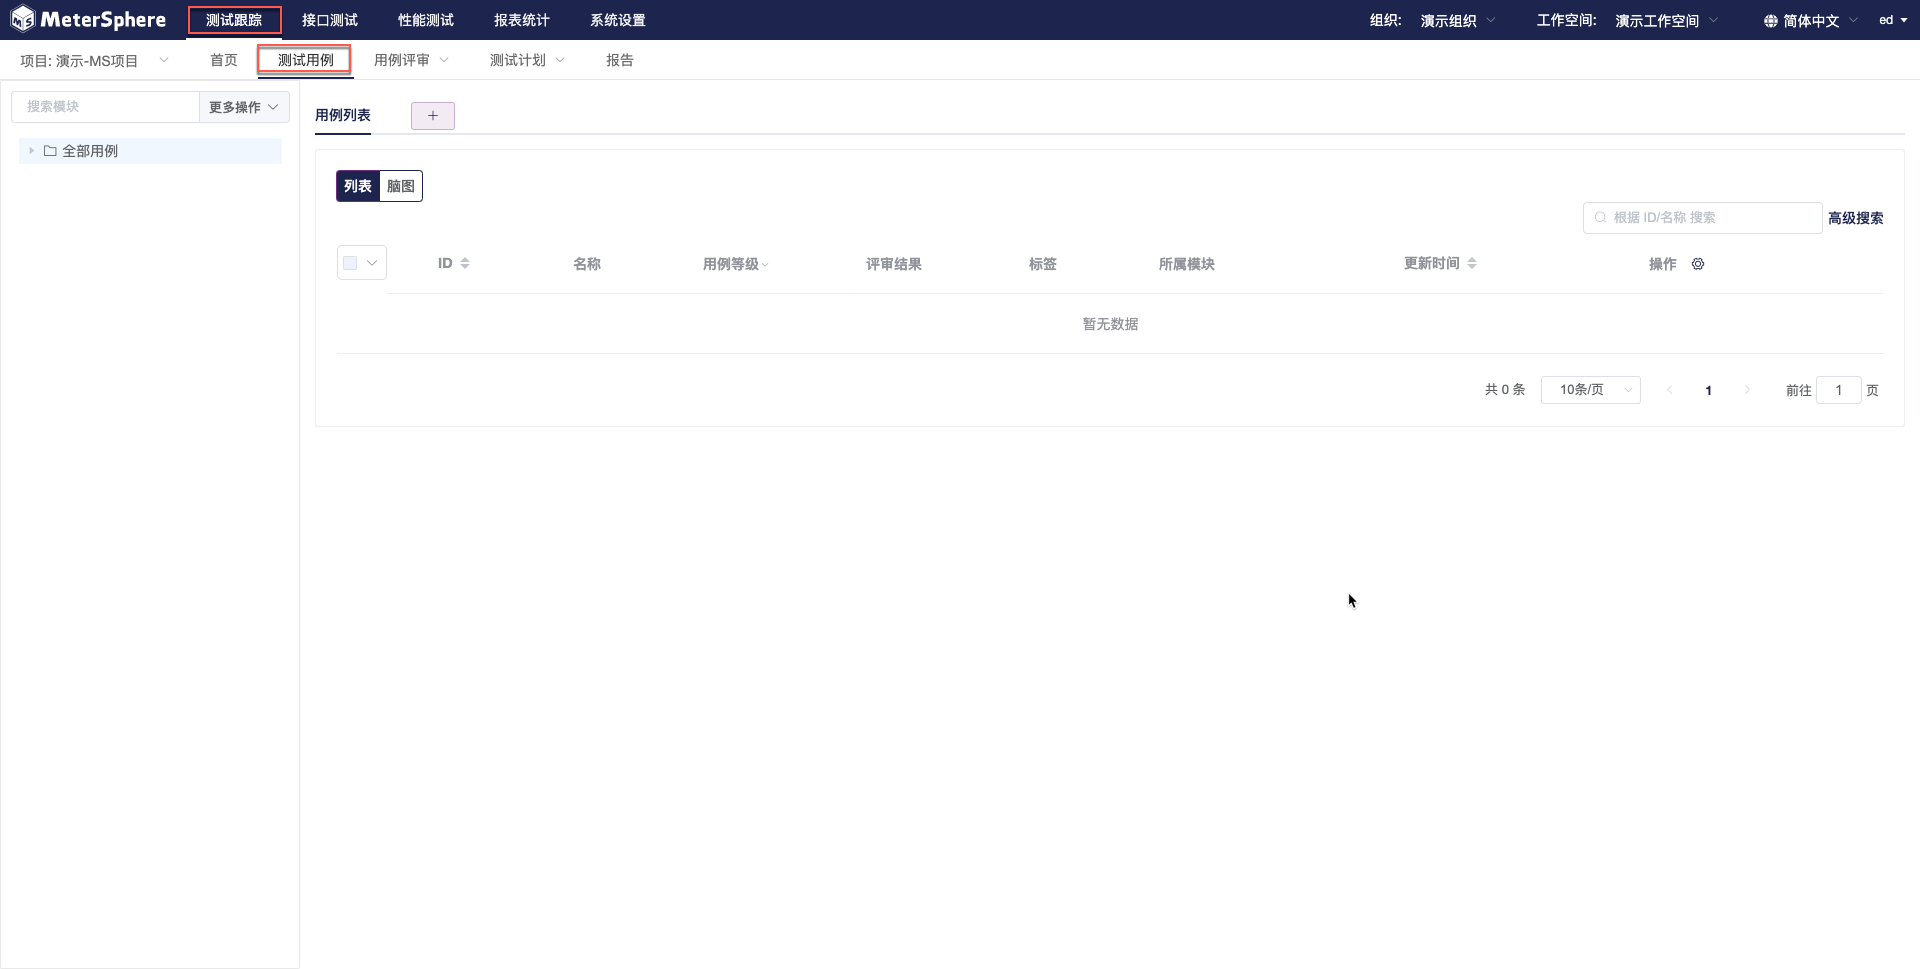 MeterSphere 测试跟踪 接口测试 性能测试 报表统计 系统设置 组织: 演示组织 工作空间: 演示工作空间 简体中文 ed
项目: 演示-MS项目 首页 测试用例 用例评审 测试计划 报告
搜索模块 更多操作
全部用例
用例列表 +
列表 脑图
根据 ID/名称 搜索 高级搜索
ID 名称 用例等级 评审结果 标签 所属模块 更新时间 操作
暂无数据
共 0 条 10条/页 1 前往 1 页